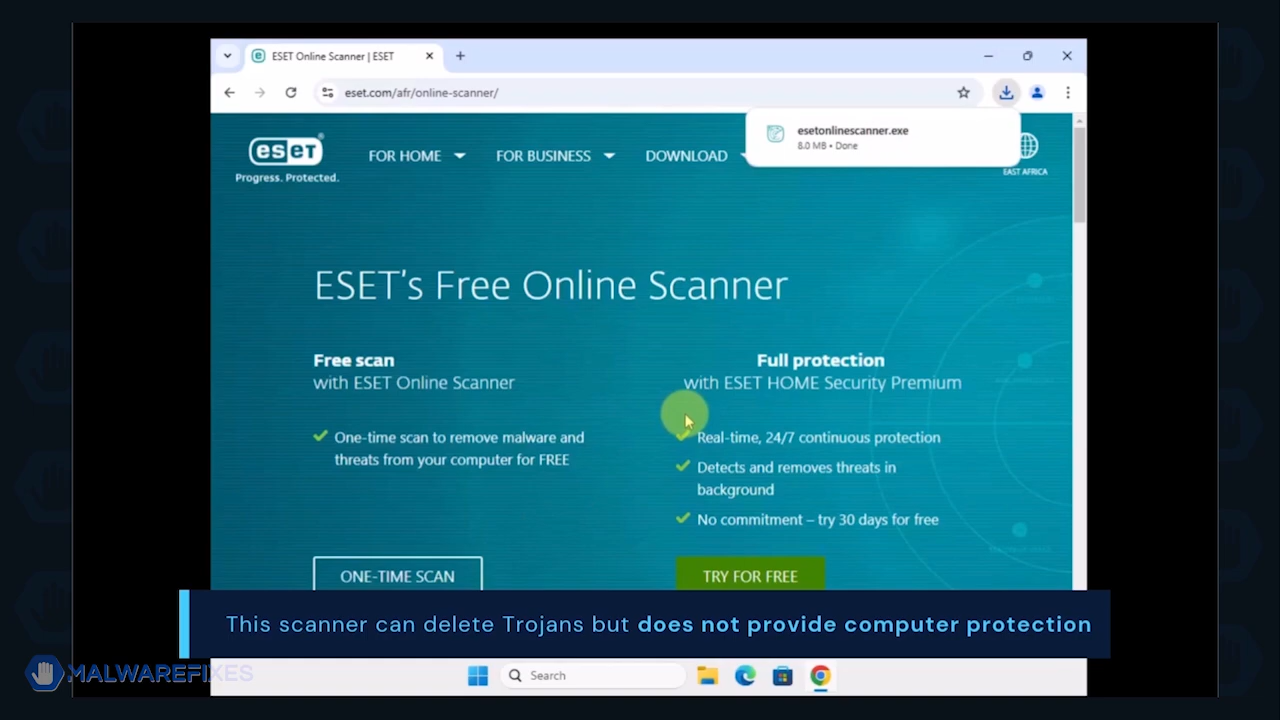 ESET Online Scanner | ESET
eset.com/afr/online-scanner/
esetonlinescanner.exe
8.0 MB • Done
eseT®
Progress. Protected.
FOR HOME
FOR BUSINESS
DOWNLOAD
EAST AFRICA
ESET's Free Online Scanner
Free scan
with ESET Online Scanner
One-time scan to remove malware and
threats from your computer for FREE
ONE-TIME SCAN
Full protection
with ESET HOME Security Premium
Real-time, 24/7 continuous protection
Detects and removes threats in
background
No commitment – try 30 days for free
TRY FOR FREE
This scanner can delete Trojans but does not provide computer protection
MALWAREFIXES
Search